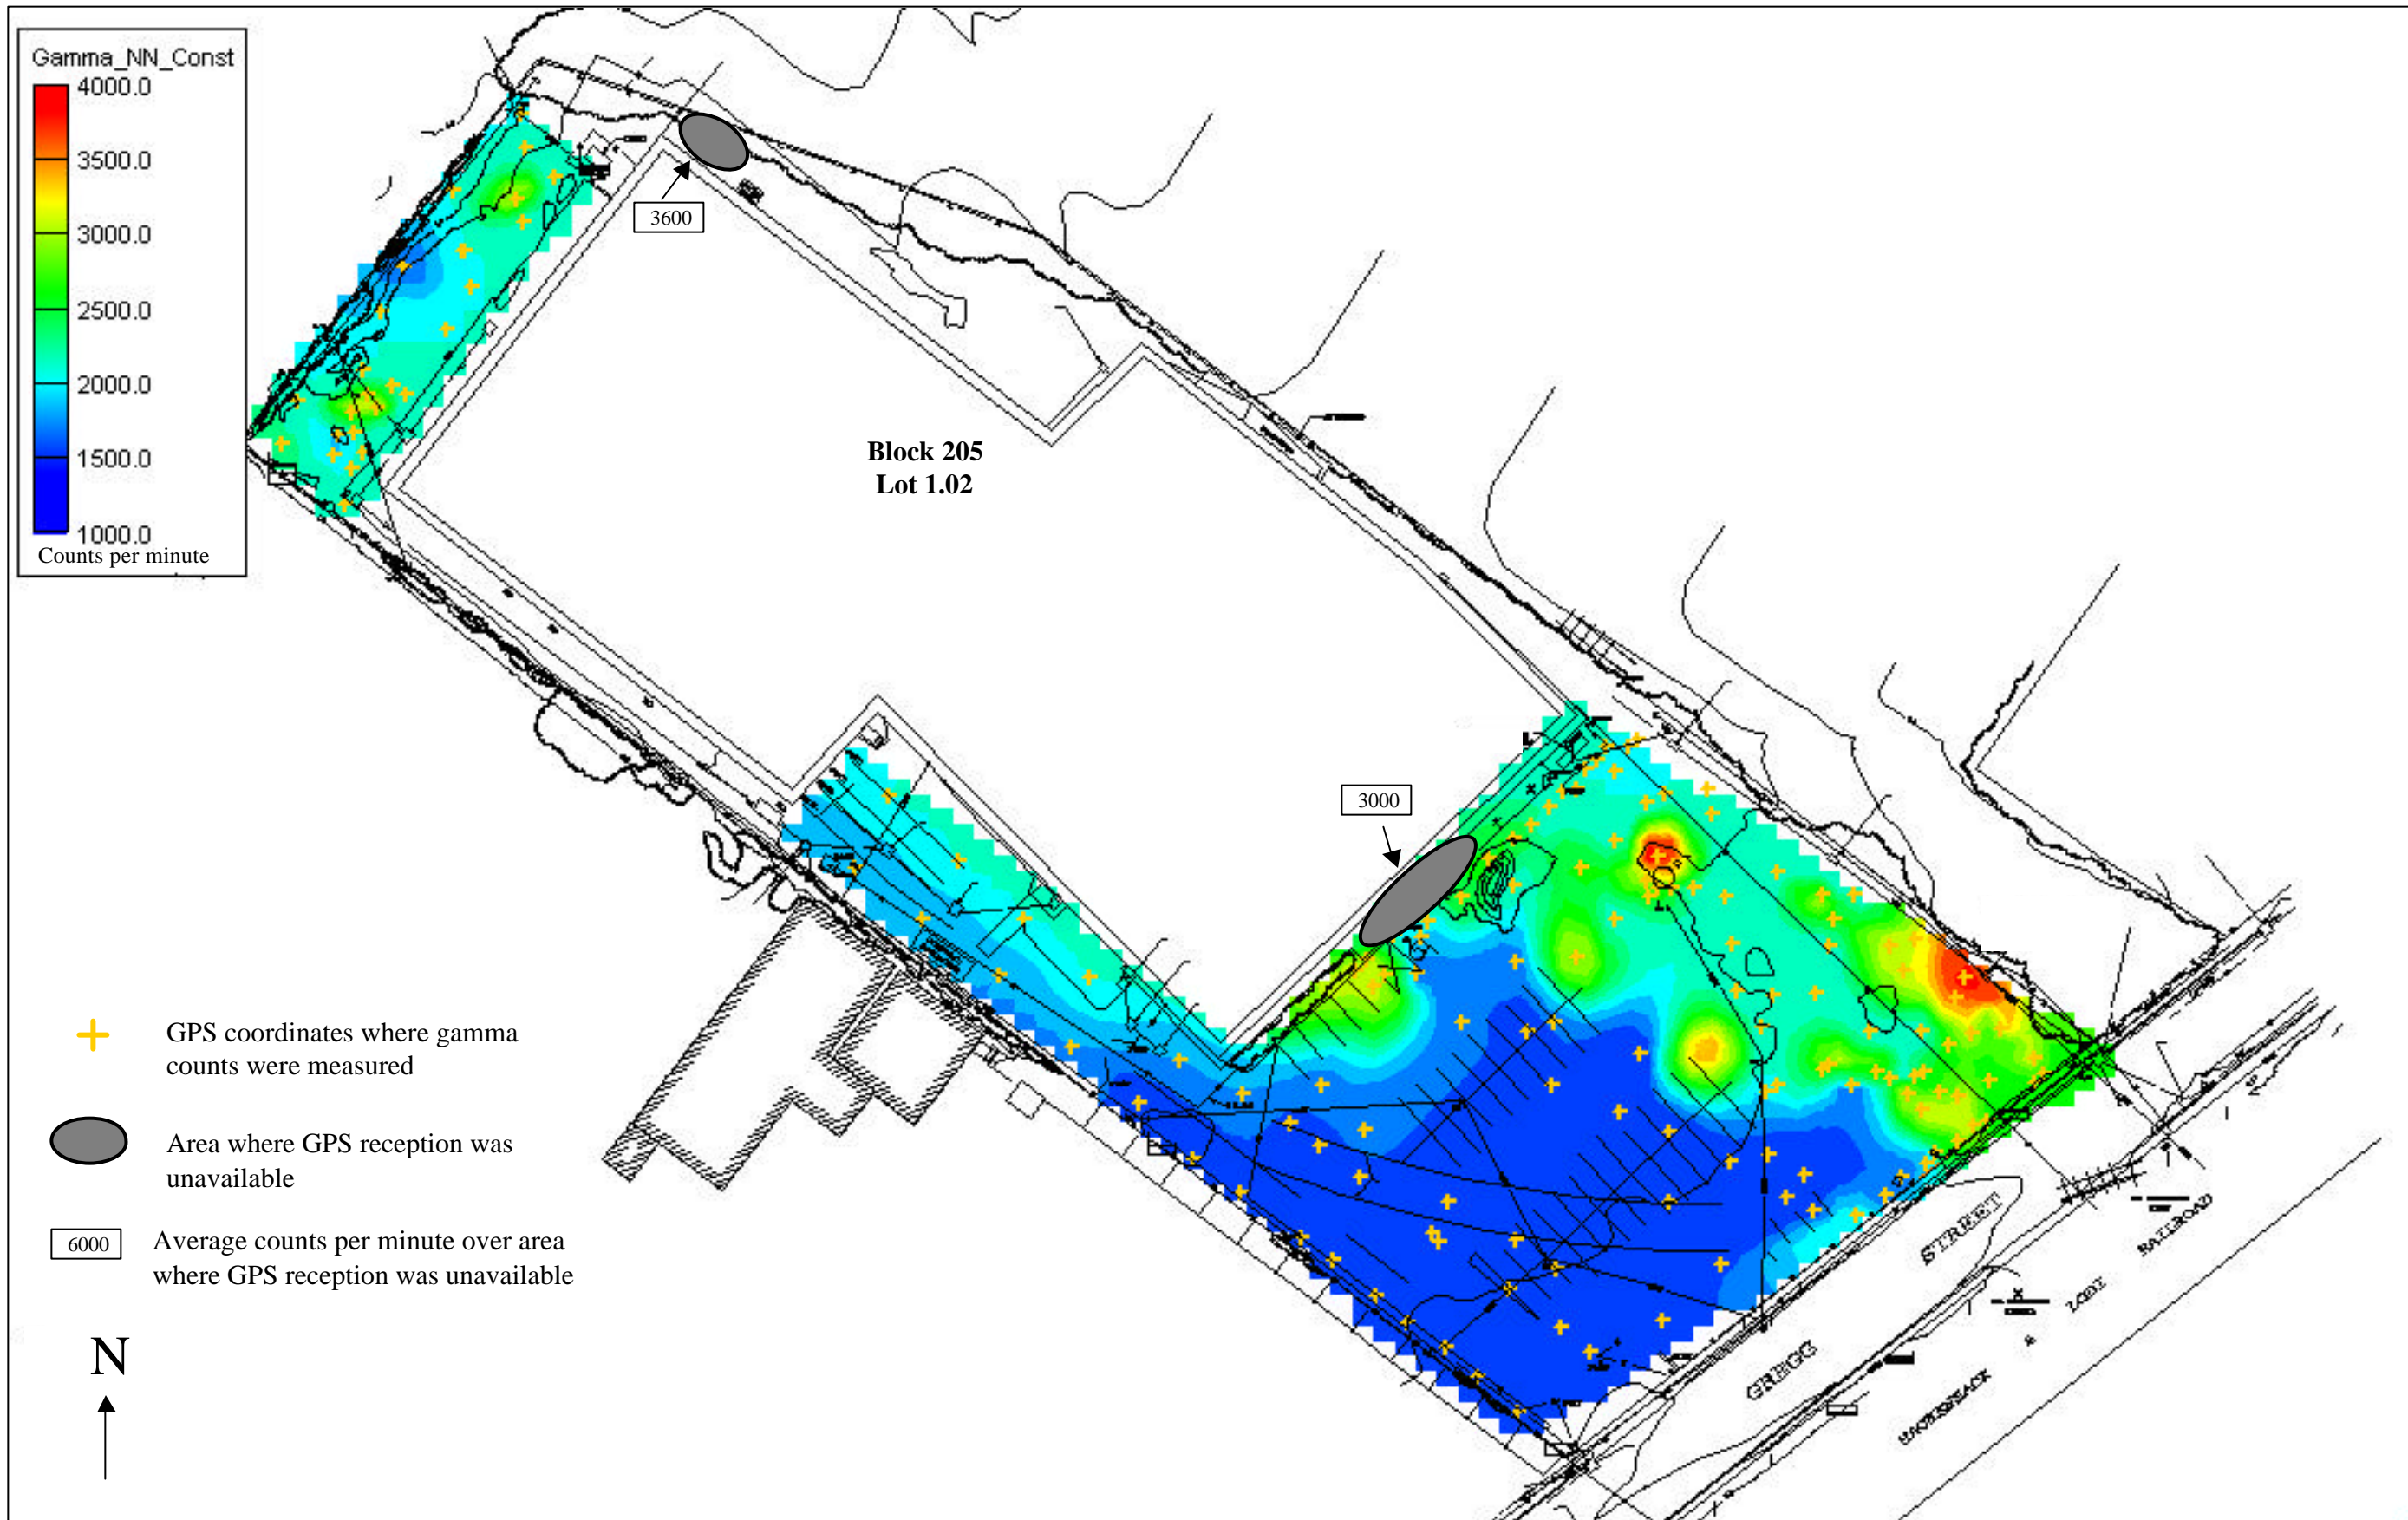 Gamma_NN_Const
4000.0
3500.0
3000.0
2500.0
2000.0
1500.0
1000.0
Counts per minute
3600
Block 205
Lot 1.02
3000
GPS coordinates where gamma
counts were measured
Area where GPS reception was
unavailable
6000
Average counts per minute over area
where GPS reception was unavailable
N
GREGG STREET
LODI
RAILROAD
HACKENSACK
&